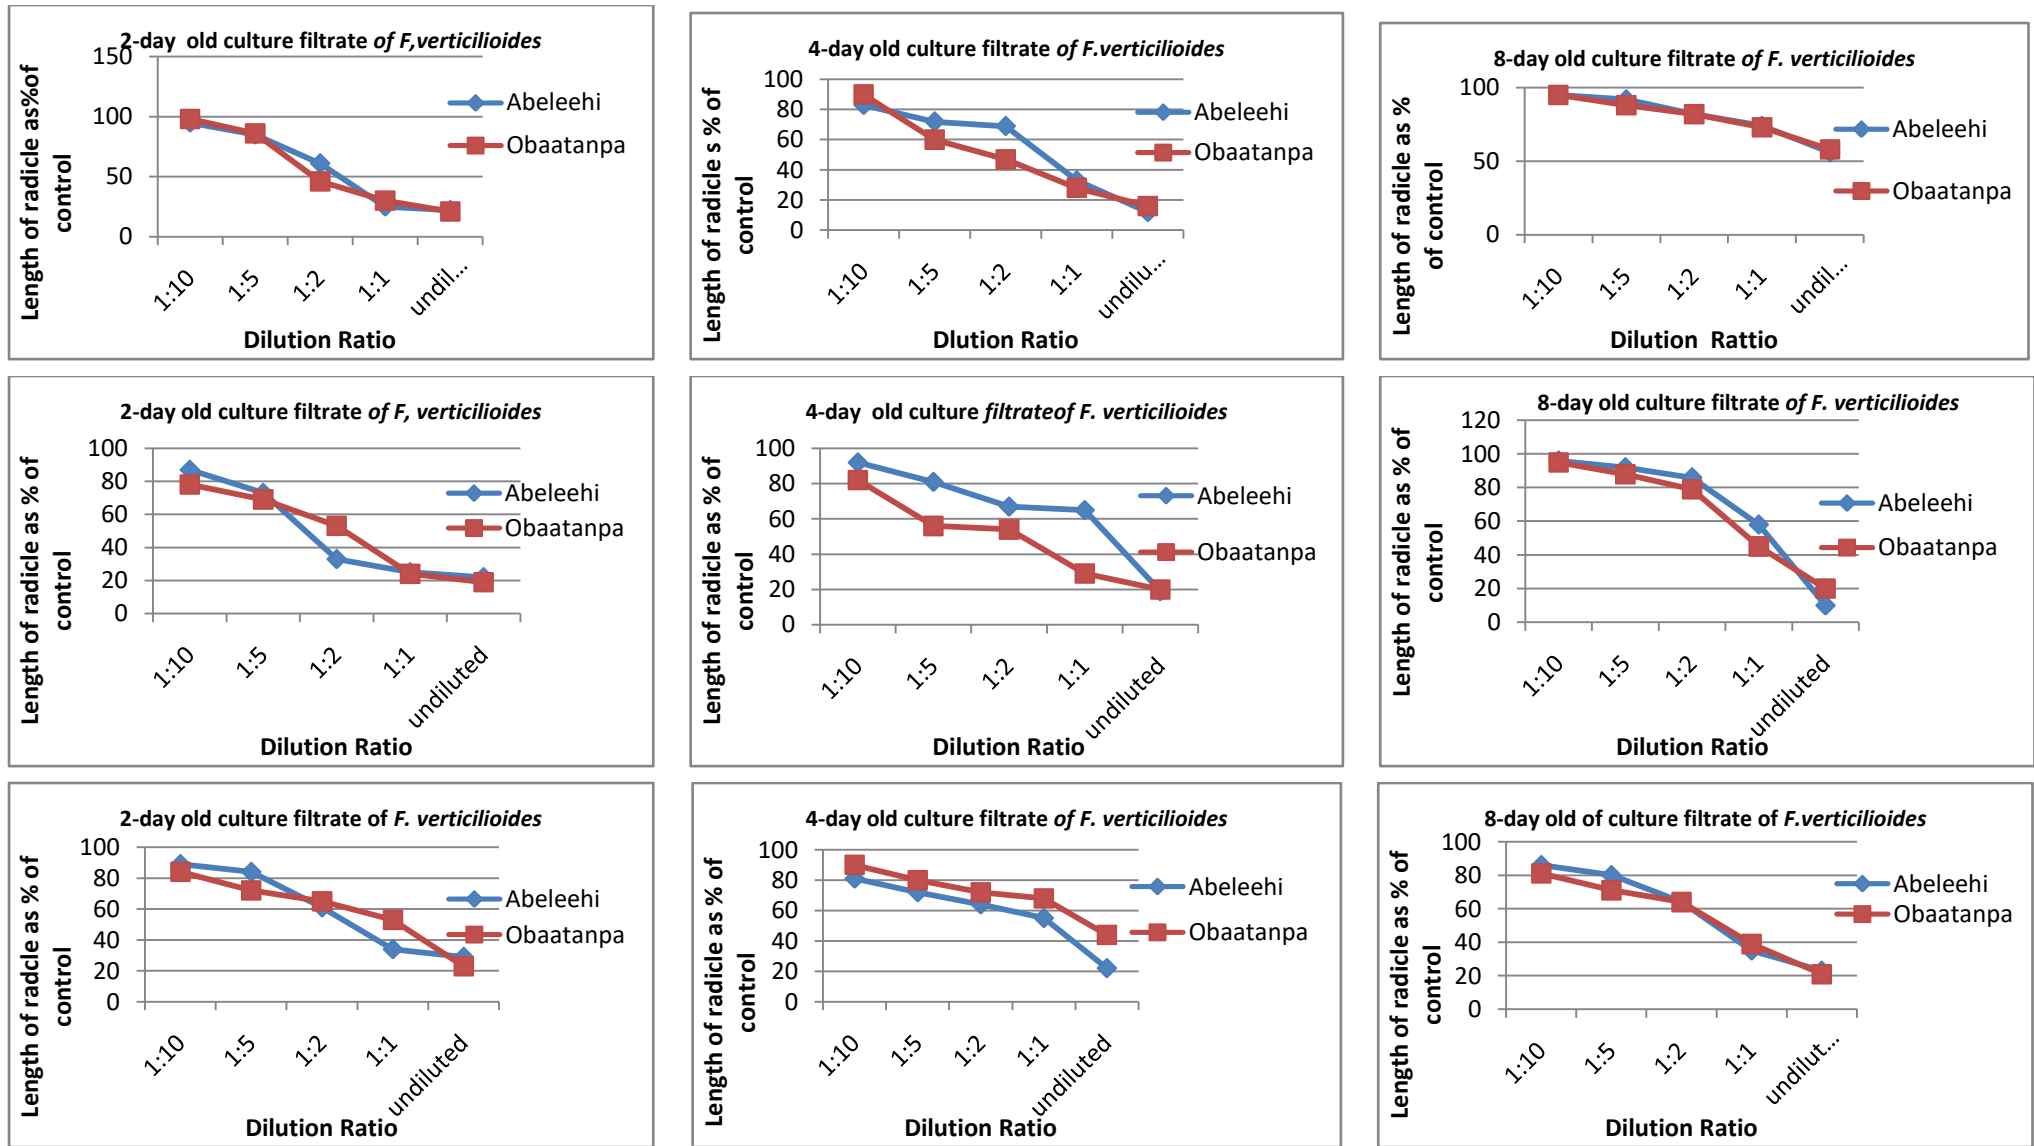 2-day old culture filtrate of F,verticilioides
Length of radicle as%of
control
150
100
50
0
Abeleehi
Obaatanpa
1:10
1:5
1:2
1:1
undil...
Dilution Ratio
4-day old culture filtrate of F.verticilioides
Length of radicle s % of
control
100
80
60
40
20
0
Abeleehi
Obaatanpa
1:10
1:5
1:2
1:1
undilu...
Dilution Ratio
8-day old culture filtrate of F. verticilioides
Length of radicle as %
of control
100
50
0
Abeleehi
Obaatanpa
1:10
1:5
1:2
1:1
undil...
Dilution Rattio
2-day old culture filtrate of F, verticilioides
Length of radicle as % of
control
100
80
60
40
20
0
Abeleehi
Obaatanpa
1:10
1:5
1:2
1:1
undiluted
Dilution Ratio
4-day old culture filtrateof F. verticilioides
Length of radicle as % of
control
100
80
60
40
20
0
Abeleehi
Obaatanpa
1:10
1:5
1:2
1:1
undiluted
Dilution Ratio
8-day old culture filtrate of F. verticilioides
Length of radicle as % of
control
120
100
80
60
40
20
0
Abeleehi
Obaatanpa
1:10
1:5
1:2
1:1
undiluted
Dilution Ratio
2-day old culture filtrate of F. verticilioides
Length of radcle as % of
control
100
80
60
40
20
0
Abeleehi
Obaatanpa
1:10
1:5
1:2
1:1
undiluted
Dilution Ratio
4-day old culture filtrate of F. verticilioides
Length of radicle as % of
control
100
80
60
40
20
0
Abeleehi
Obaatanpa
1:10
1:5
1:2
1:1
undiluted
Dilution Ratio
8-day old of culture filtrate of F.verticilioides
Length of radicle as % of
control
100
80
60
40
20
0
Abeleehi
Obaatanpa
1:10
1:5
1:2
1:1
undilut...
Dilution Ratio